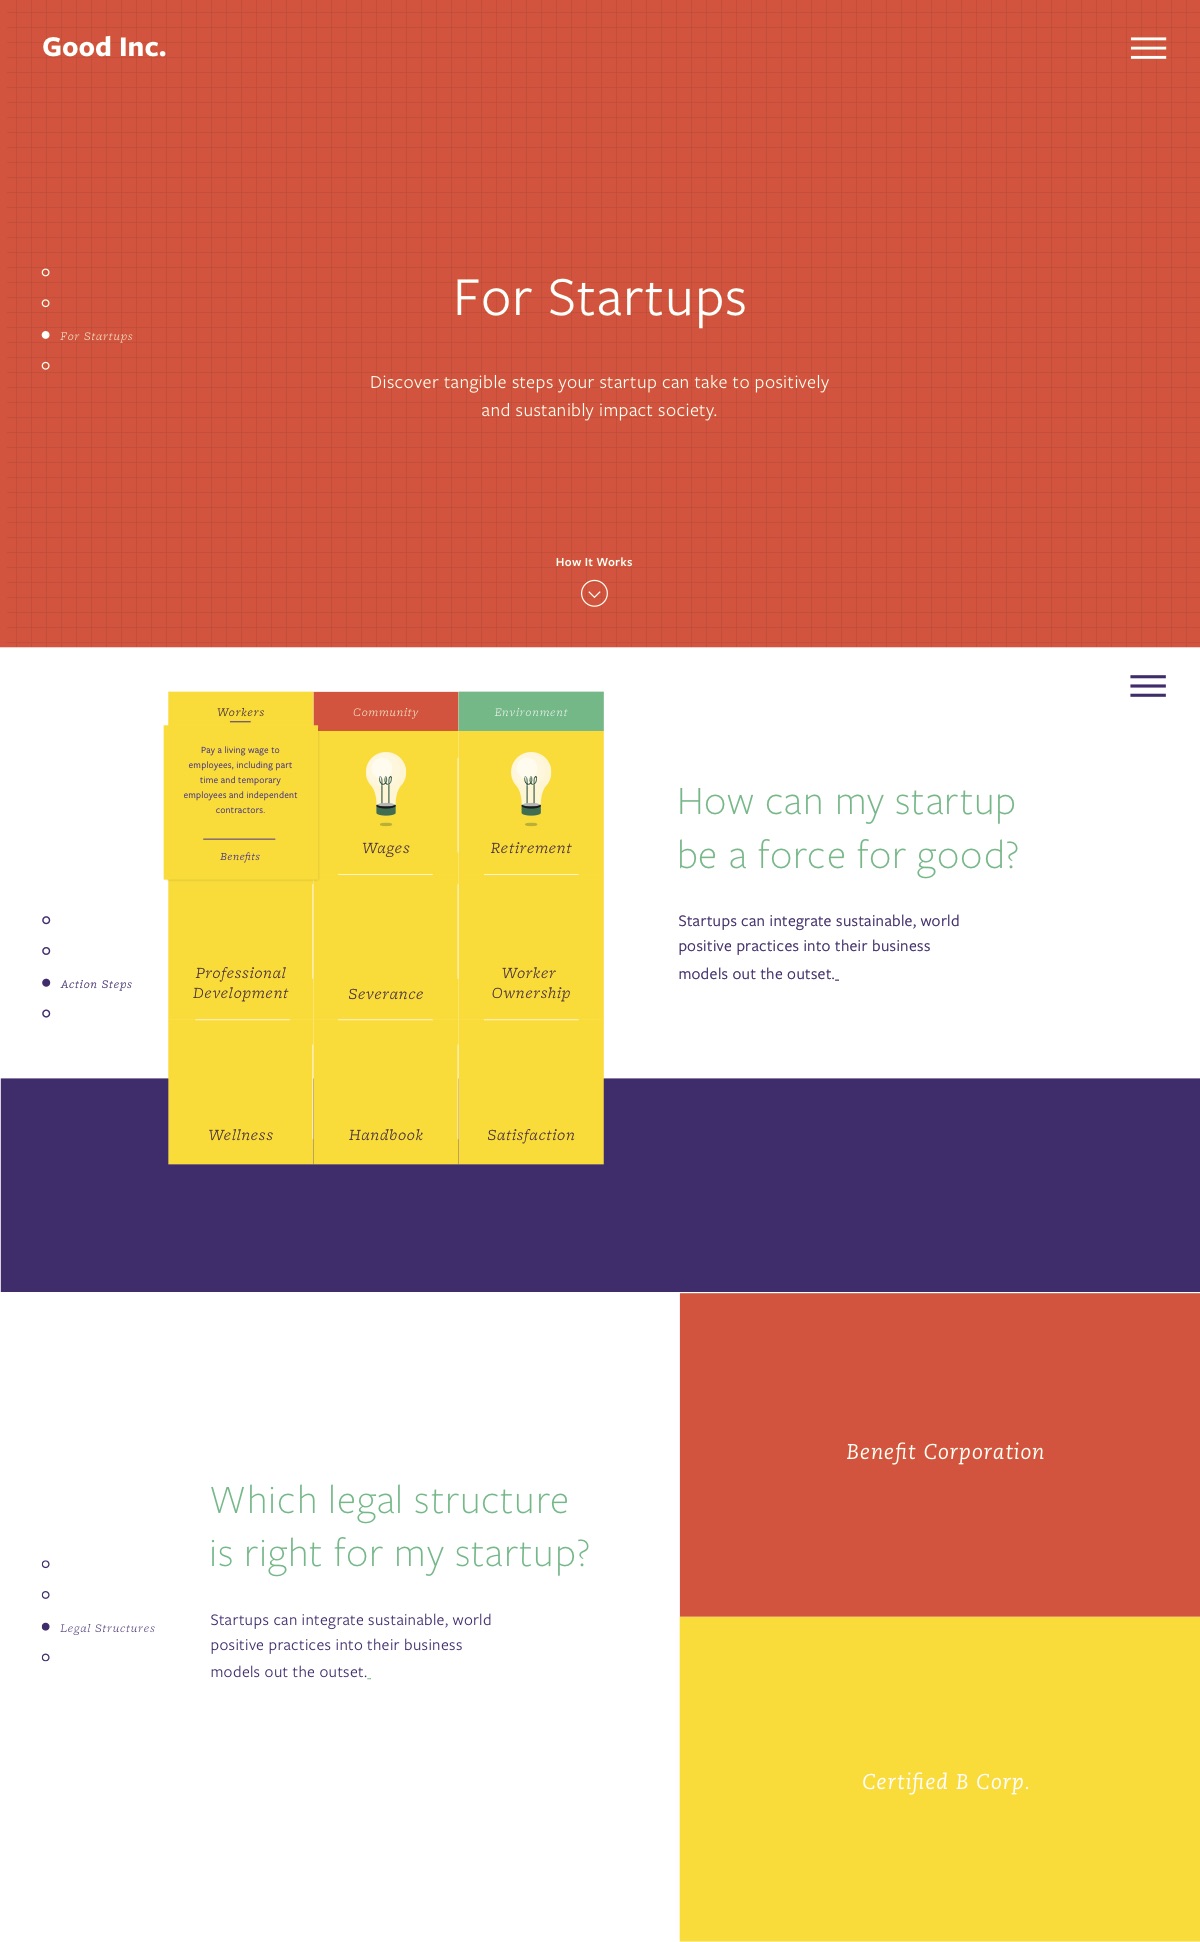 Good Inc.
For Startups
For Startups
Discover tangible steps your startup can take to positively
and sustanibly impact society.
How It Works
Workers
Community
Environment
Pay a living wage to
employees, including part
time and temporary
employees and independent
contractors.
Benefits
Wages
Retirement
Professional
Development
Severance
Worker
Ownership
Wellness
Handbook
Satisfaction
How can my startup
be a force for good?
Startups can integrate sustainable, world
positive practices into their business
models out the outset._
Action Steps
Which legal structure
is right for my startup?
Startups can integrate sustainable, world
positive practices into their business
models out the outset._
Legal Structures
Benefit Corporation
Certified B Corp.